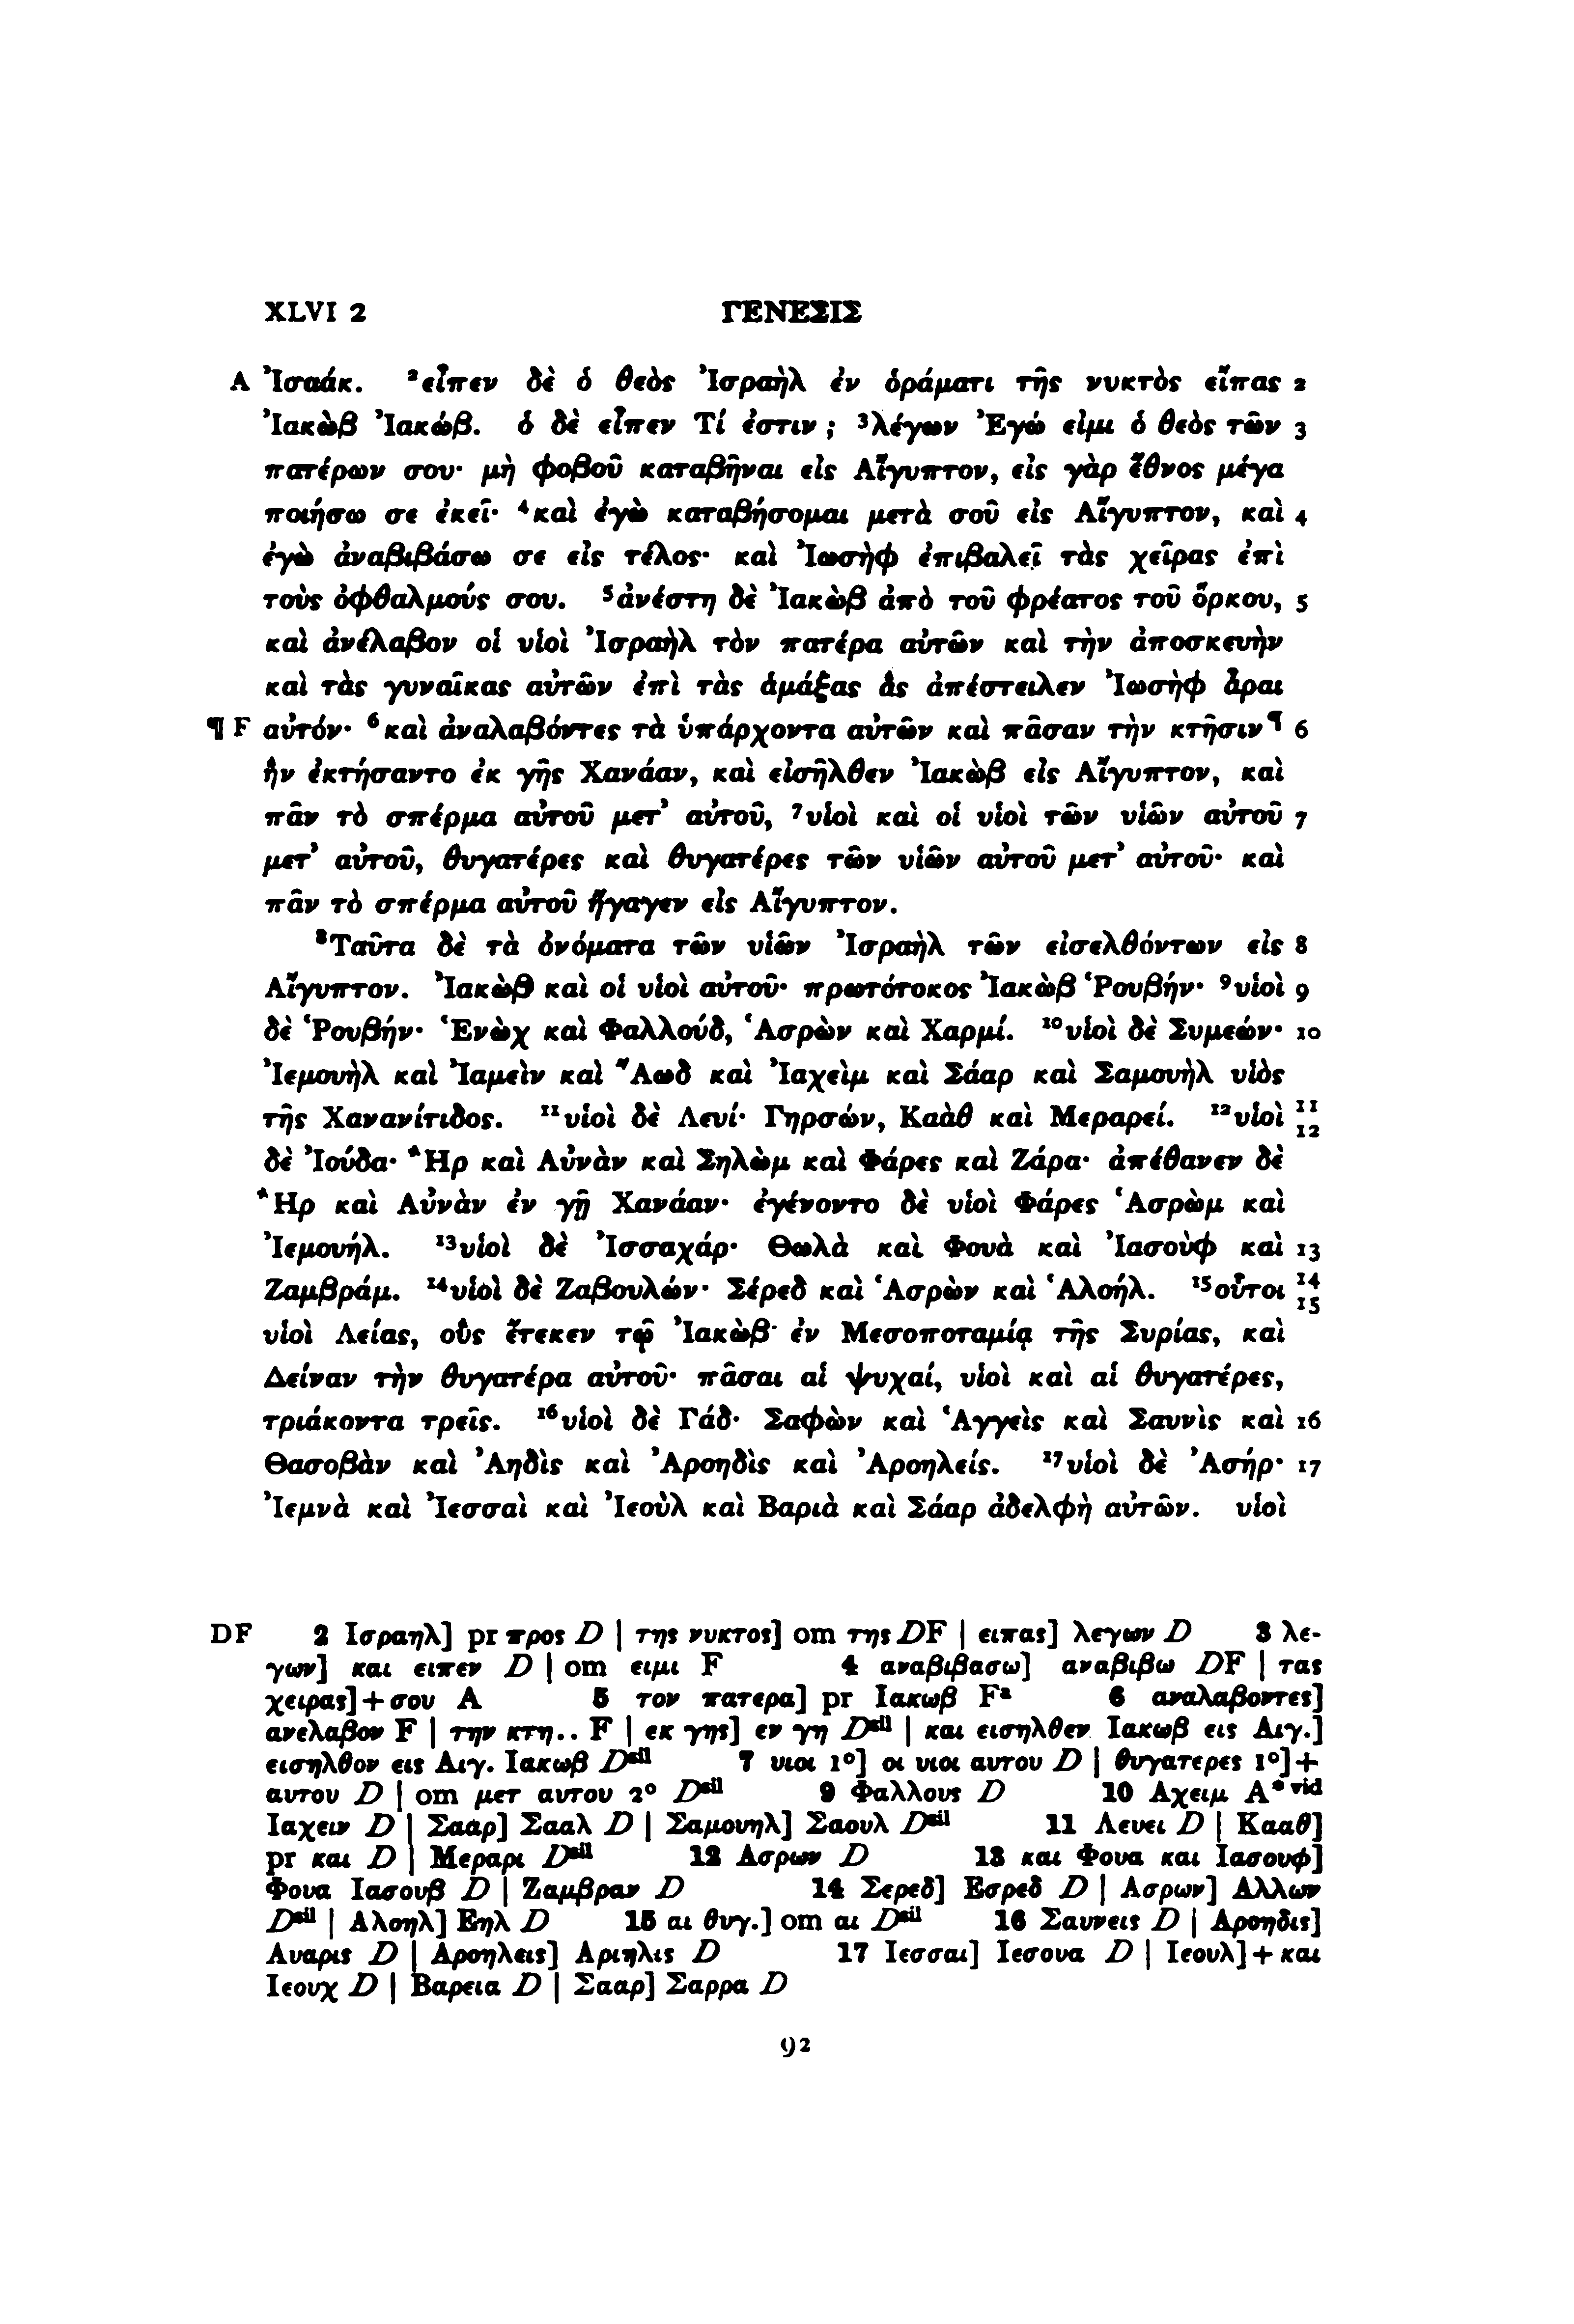 XLVI 2 ΓΕΝΕΣΙΣ
A Ἰσαάκ. ²εἶπεν δὲ ὁ θεὸς Ἰσραὴλ ἐν ὁράματι τῆς νυκτὸς εἴπας 2
Ἰακὼβ Ἰακώβ. ὁ δὲ εἶπεν Τί ἐστιν ; ³λέγων Ἐγώ εἰμι ὁ θεὸς τῶν 3
πατέρων σου· μὴ φοβοῦ καταβῆναι εἰς Αἴγυπτον, εἰς γὰρ ἔθνος μέγα
ποιήσω σε ἐκεῖ· ⁴καὶ ἐγὼ καταβήσομαι μετὰ σοῦ εἰς Αἴγυπτον, καὶ 4
ἐγὼ ἀναβιβάσω σε εἰς τέλος· καὶ Ἰωσὴφ ἐπιβαλεῖ τὰς χεῖρας ἐπὶ
τοὺς ὀφθαλμούς σου. ⁵ἀνέστη δὲ Ἰακὼβ ἀπὸ τοῦ φρέατος τοῦ ὅρκου, 5
καὶ ἀνέλαβον οἱ υἱοὶ Ἰσραὴλ τὸν πατέρα αὐτῶν καὶ τὴν ἀποσκευὴν
καὶ τὰς γυναῖκας αὐτῶν ἐπὶ τὰς ἁμάξας ἃς ἀπέστειλεν Ἰωσὴφ ἆραι
¶ F αὐτόν· ⁶καὶ ἀναλαβόντες τὰ ὑπάρχοντα αὐτῶν καὶ πᾶσαν τὴν κτῆσιν¶ 6
ἣν ἐκτήσαντο ἐκ γῆς Χανάαν, καὶ εἰσῆλθεν Ἰακὼβ εἰς Αἴγυπτον, καὶ
πᾶν τὸ σπέρμα αὐτοῦ μετ᾽ αὐτοῦ, ⁷υἱοὶ καὶ οἱ υἱοὶ τῶν υἱῶν αὐτοῦ 7
μετ᾽ αὐτοῦ, θυγατέρες καὶ θυγατέρες τῶν υἱῶν αὐτοῦ μετ᾽ αὐτοῦ· καὶ
πᾶν τὸ σπέρμα αὐτοῦ ἤγαγεν εἰς Αἴγυπτον.
⁸Ταῦτα δὲ τὰ ὀνόματα τῶν υἱῶν Ἰσραὴλ τῶν εἰσελθόντων εἰς 8
Αἴγυπτον. Ἰακὼβ καὶ οἱ υἱοὶ αὐτοῦ· πρωτότοκος Ἰακὼβ Ῥουβήν· ⁹υἱοὶ 9
δὲ Ῥουβήν· Ἑνὼχ καὶ Φαλλούδ, Ἁσρὼν καὶ Χαρμί. ¹⁰υἱοὶ δὲ Συμεών· 10
Ἰεμουὴλ καὶ Ἰαμεὶν καὶ Ἄωδ καὶ Ἰαχεὶμ καὶ Σάαρ καὶ Σαμουὴλ υἱὸς
τῆς Χανανίτιδος. ¹¹υἱοὶ δὲ Λευί· Γηρσών, Καὰθ καὶ Μεραρεί. ¹²υἱοὶ 11 12
δὲ Ἰούδα· Ἢρ καὶ Αὐνὰν καὶ Σηλὼμ καὶ Φάρες καὶ Ζάρα· ἀπέθανεν δὲ
Ἢρ καὶ Αὐνὰν ἐν γῇ Χανάαν· ἐγένοντο δὲ υἱοὶ Φάρες Ἁσρὼμ καὶ
Ἰεμουήλ. ¹³υἱοὶ δὲ Ἰσσαχάρ· Θωλὰ καὶ Φουὰ καὶ Ἰασοὺφ καὶ 13
Ζαμβράμ. ¹⁴υἱοὶ δὲ Ζαβουλών· Σέρεδ καὶ Ἁσρὼν καὶ Ἁλοήλ. ¹⁵οὗτοι 14 15
υἱοὶ Λείας, οὓς ἔτεκεν τῷ Ἰακὼβ ἐν Μεσοποταμίᾳ τῆς Συρίας, καὶ
Δείναν τὴν θυγατέρα αὐτοῦ· πᾶσαι αἱ ψυχαί, υἱοὶ καὶ αἱ θυγατέρες,
τριάκοντα τρεῖς. ¹⁶υἱοὶ δὲ Γάδ· Σαφὼν καὶ Ἁγγεὶς καὶ Σαυνὶς καὶ 16
Θασοβὰν καὶ Ἀηδὶς καὶ Ἀροηδὶς καὶ Ἀροηλείς. ¹⁷υἱοὶ δὲ Ἀσήρ· 17
Ἰεμνὰ καὶ Ἰεσσαὶ καὶ Ἰεοὺλ καὶ Βαριὰ καὶ Σάαρ ἀδελφὴ αὐτῶν. υἱοὶ
DF 2 Ισραηλ] pr προς D | της νυκτος] om της DF | ειπας] λεγων D 3 λε-
γων] και ειπεν D | om ειμι F 4 αναβιβασω] αναβιβω DF | τας
χειρας]+σου A 5 τον πατερα] pr Ιακωβ Fᵃ 6 αναλαβοντες]
ανελαβον F | την κτη.. F | εκ γης] εν γη Dˢⁱˡ | και εισηλθεν Ιακωβ εις Αιγ.]
εισηλθον εις Αιγ. Ιακωβ Dˢⁱˡ 7 υιοι 1°] οι υιοι αυτου D | θυγατερες 1°]+
αυτου D | om μετ αυτου 2° Dˢⁱˡ 9 Φαλλους D 10 Αχειμ A*ᵛⁱᵈ
Ιαχειν D | Σααρ] Σααλ D | Σαμουηλ] Σαουλ Dˢⁱˡ 11 Λευει D | Κααθ]
pr και D | Μεραρι Dˢⁱˡ 12 Ασρων D 13 και Φουα και Ιασουφ]
Φουα Ιασουβ D | Ζαμβραν D 14 Σερεδ] Εσρεδ D | Ασρων] Αλλων
Dˢⁱˡ | Αλοηλ] Εηλ D 15 αι θυγ.] om αι Dˢⁱˡ 16 Σαυνεις D | Αροηδις]
Αυαρις D | Αροηλεις] Αριηλις D 17 Ιεσσαι] Ιεσουα D | Ιεουλ]+και
Ιεουχ D | Βαρεια D | Σααρ] Σαρρα D
92